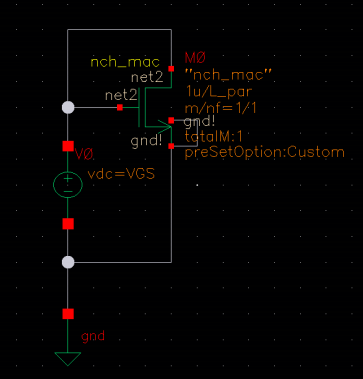 nch_mac
M0
net2
"nch_mac"
net2
1u/L_par
m/nf=1/1
gnd!
gnd!
totalM:1
preSetOption:Custom
V0
vdc=VGS
gnd